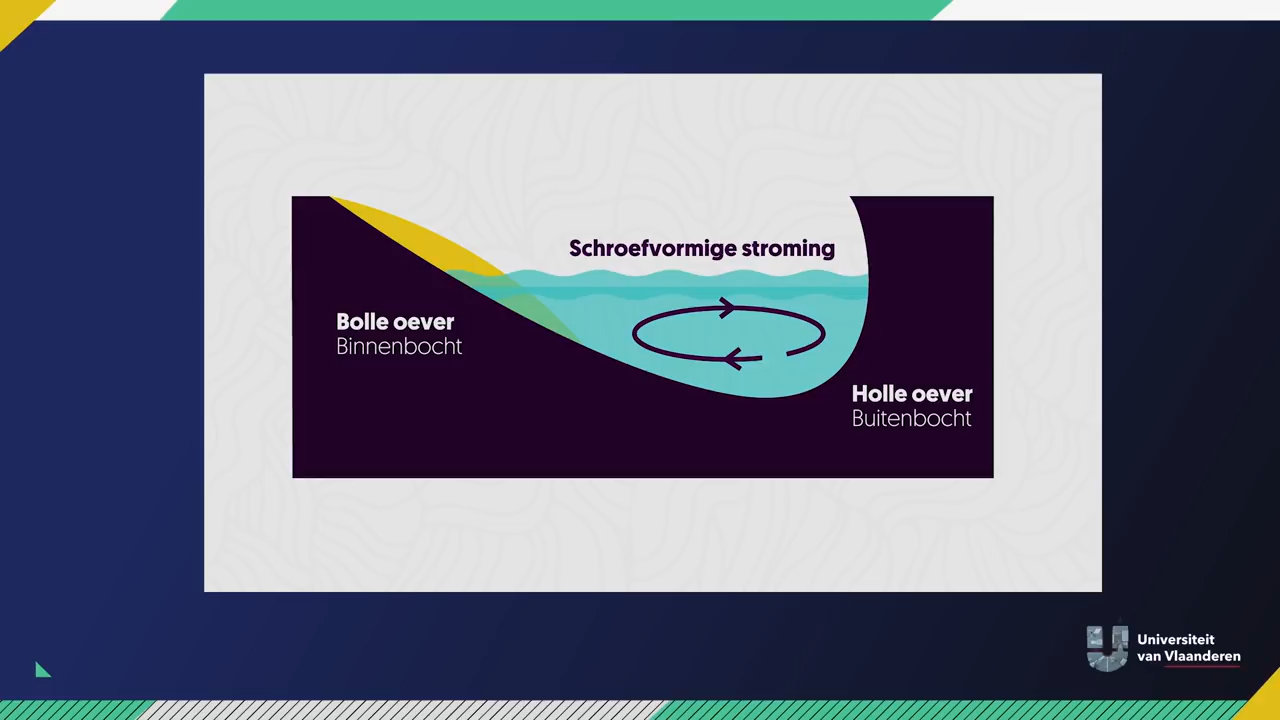 Schroefvormige stroming
Bolle oever
Binnenbocht
Holle oever
Buitenbocht
Universiteit
van Vlaanderen